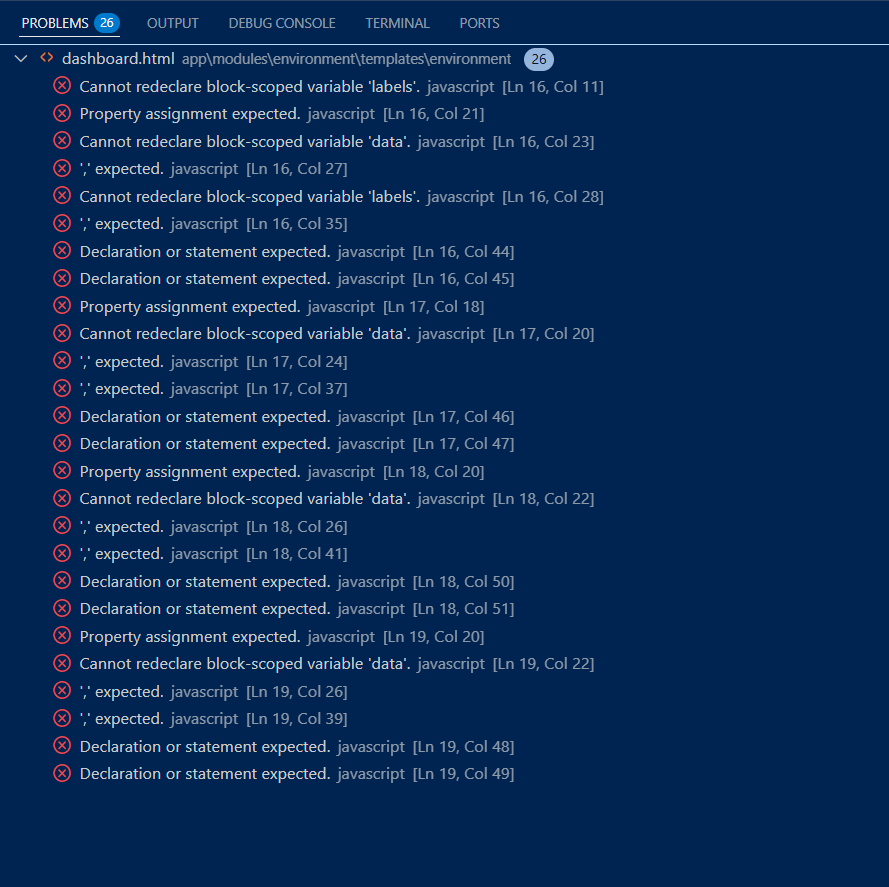 PROBLEMS 26 OUTPUT DEBUG CONSOLE TERMINAL PORTS
dashboard.html app\modules\environment\templates\environment 26
Cannot redeclare block-scoped variable 'labels'. javascript [Ln 16, Col 11]
Property assignment expected. javascript [Ln 16, Col 21]
Cannot redeclare block-scoped variable 'data'. javascript [Ln 16, Col 23]
',' expected. javascript [Ln 16, Col 27]
Cannot redeclare block-scoped variable 'labels'. javascript [Ln 16, Col 28]
',' expected. javascript [Ln 16, Col 35]
Declaration or statement expected. javascript [Ln 16, Col 44]
Declaration or statement expected. javascript [Ln 16, Col 45]
Property assignment expected. javascript [Ln 17, Col 18]
Cannot redeclare block-scoped variable 'data'. javascript [Ln 17, Col 20]
',' expected. javascript [Ln 17, Col 24]
',' expected. javascript [Ln 17, Col 37]
Declaration or statement expected. javascript [Ln 17, Col 46]
Declaration or statement expected. javascript [Ln 17, Col 47]
Property assignment expected. javascript [Ln 18, Col 20]
Cannot redeclare block-scoped variable 'data'. javascript [Ln 18, Col 22]
',' expected. javascript [Ln 18, Col 26]
',' expected. javascript [Ln 18, Col 41]
Declaration or statement expected. javascript [Ln 18, Col 50]
Declaration or statement expected. javascript [Ln 18, Col 51]
Property assignment expected. javascript [Ln 19, Col 20]
Cannot redeclare block-scoped variable 'data'. javascript [Ln 19, Col 22]
',' expected. javascript [Ln 19, Col 26]
',' expected. javascript [Ln 19, Col 39]
Declaration or statement expected. javascript [Ln 19, Col 48]
Declaration or statement expected. javascript [Ln 19, Col 49]